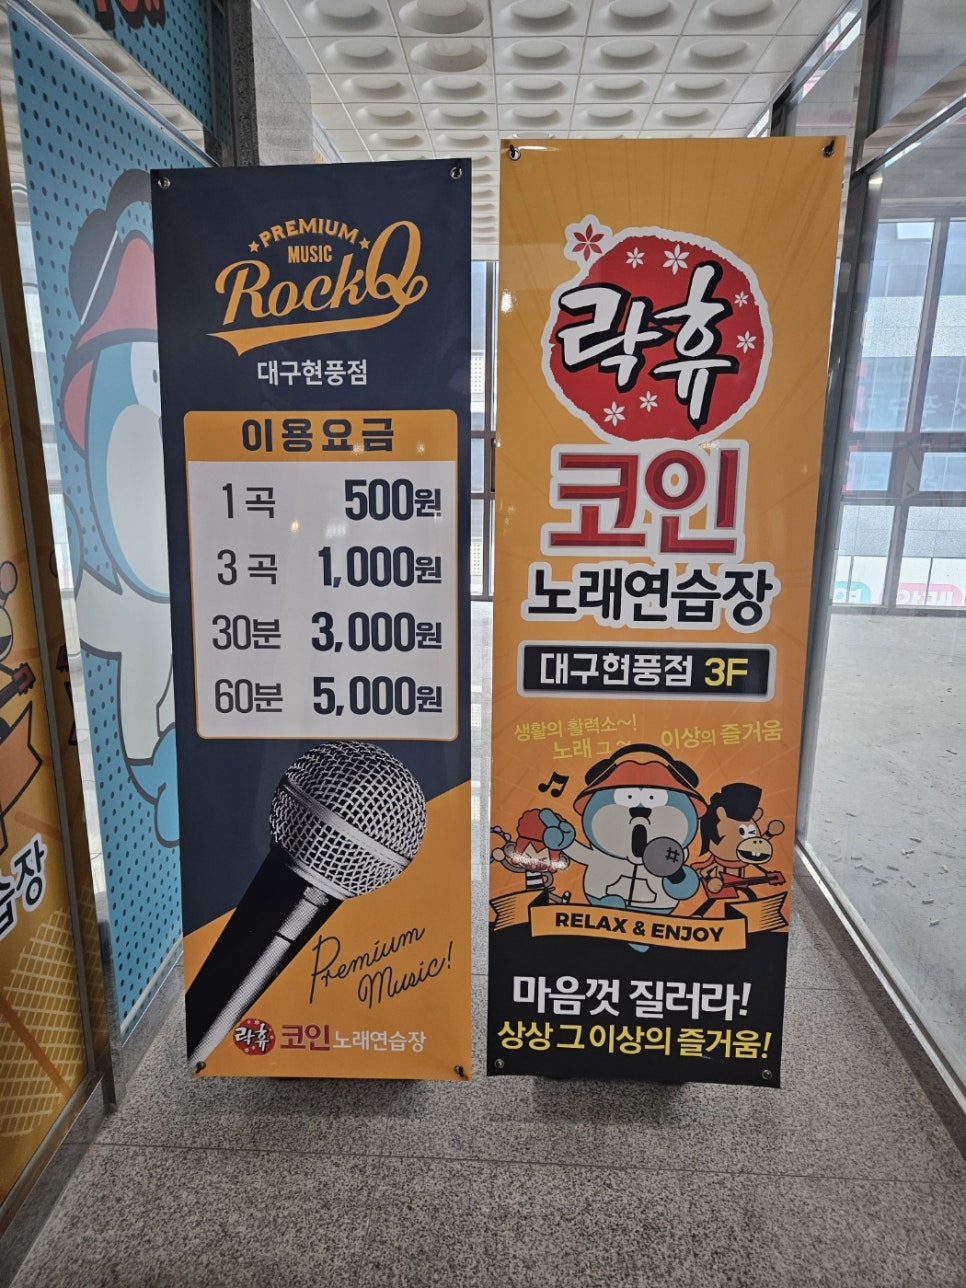 PREMIUM
MUSIC
RockQ
대구현풍점
이용요금
1곡 500원
3곡 1,000원
30분 3,000원
60분 5,000원
Premium
Music!
락휴 코인노래연습장
락휴
코인
노래연습장
대구현풍점 3F
생활의 활력소~!
노래 그~
이상의 즐거움
RELAX & ENJOY
마음껏 질러라!
상상 그 이상의 즐거움!
습장